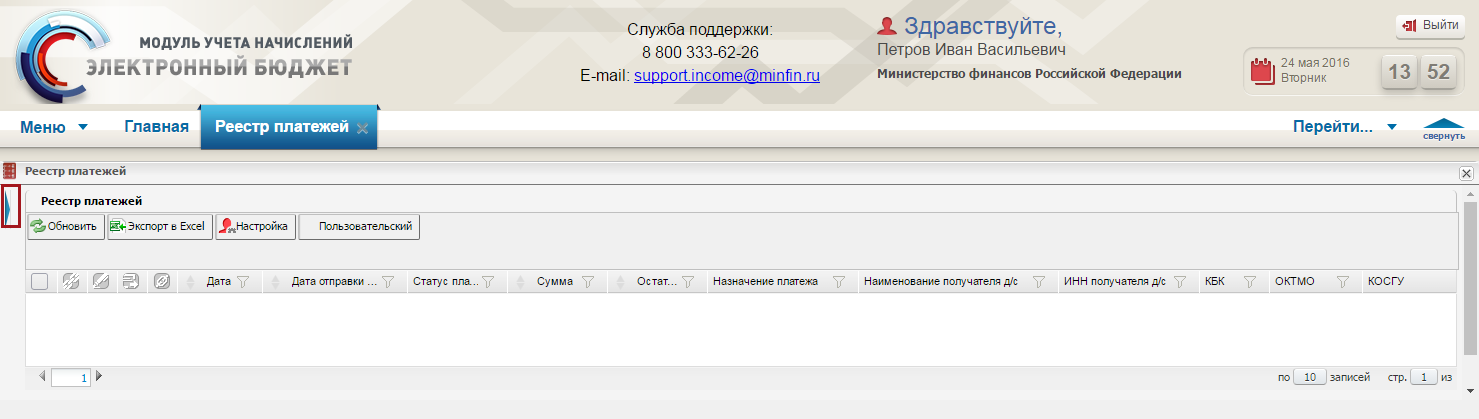 МОДУЛЬ УЧЕТА НАЧИСЛЕНИЙ
ЭЛЕКТРОННЫЙ БЮДЖЕТ
Служба поддержки:
8 800 333-62-26
E-mail: support.income@minfin.ru
Здравствуйте,
Петров Иван Васильевич
Министерство финансов Российской Федерации
Выйти
24 мая 2016
Вторник
13 52
Меню Главная Реестр платежей Перейти... свернуть
Реестр платежей
Реестр платежей
Обновить Экспорт в Excel Настройка Пользовательский
Дата Дата отправки ... Статус пла... Сумма Остат... Назначение платежа Наименование получателя д/с ИНН получателя д/с КБК ОКТМО КОСГУ
1 по 10 записей стр. 1 из